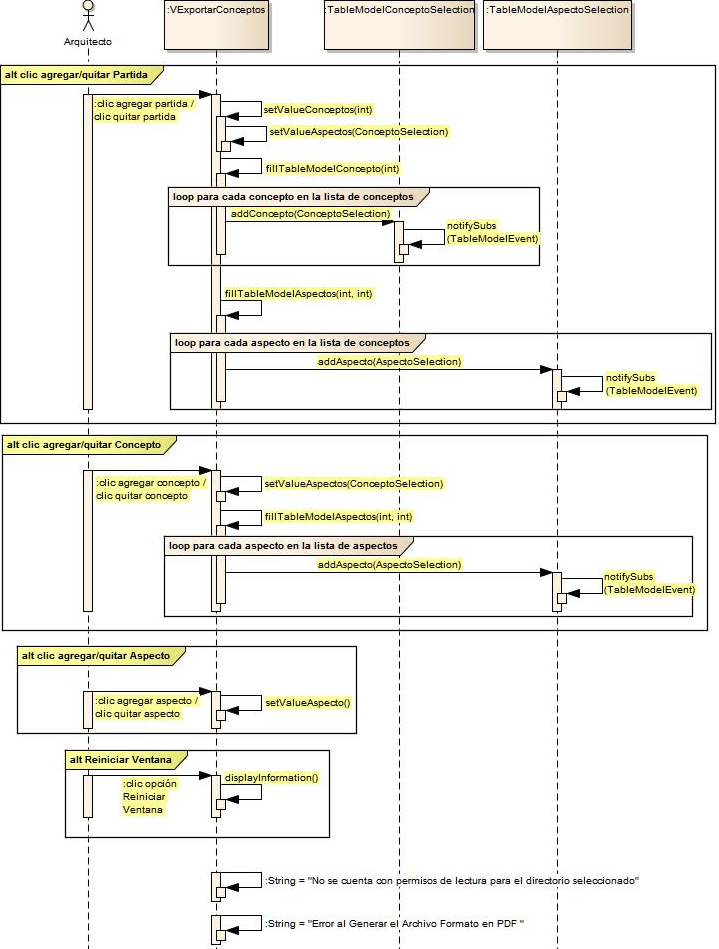 :VExportarConceptos
:TableModelConceptoSelection
:TableModelAspectoSelection
Arquitecto
alt clic agregar/quitar Partida
:clic agregar partida /
clic quitar partida
setValueConceptos(int)
setValueAspectos(ConceptoSelection)
fillTableModelConcepto(int)
loop para cada concepto en la lista de conceptos
addConcepto(ConceptoSelection)
notifySubs
(TableModelEvent)
fillTableModelAspectos(int, int)
loop para cada aspecto en la lista de conceptos
addAspecto(AspectoSelection)
notifySubs
(TableModelEvent)
alt clic agregar/quitar Concepto
:clic agregar concepto /
clic quitar concepto
setValueAspectos(ConceptoSelection)
fillTableModelAspectos(int, int)
loop para cada aspecto en la lista de aspectos
addAspecto(AspectoSelection)
notifySubs
(TableModelEvent)
alt clic agregar/quitar Aspecto
:clic agregar aspecto /
clic quitar aspecto
setValueAspecto()
alt Reiniciar Ventana
:clic opción
Reiniciar
Ventana
displayInformation()
:String = "No se cuenta con permisos de lectura para el directorio seleccionado"
:String = "Error al Generar el Archivo Formato en PDF "